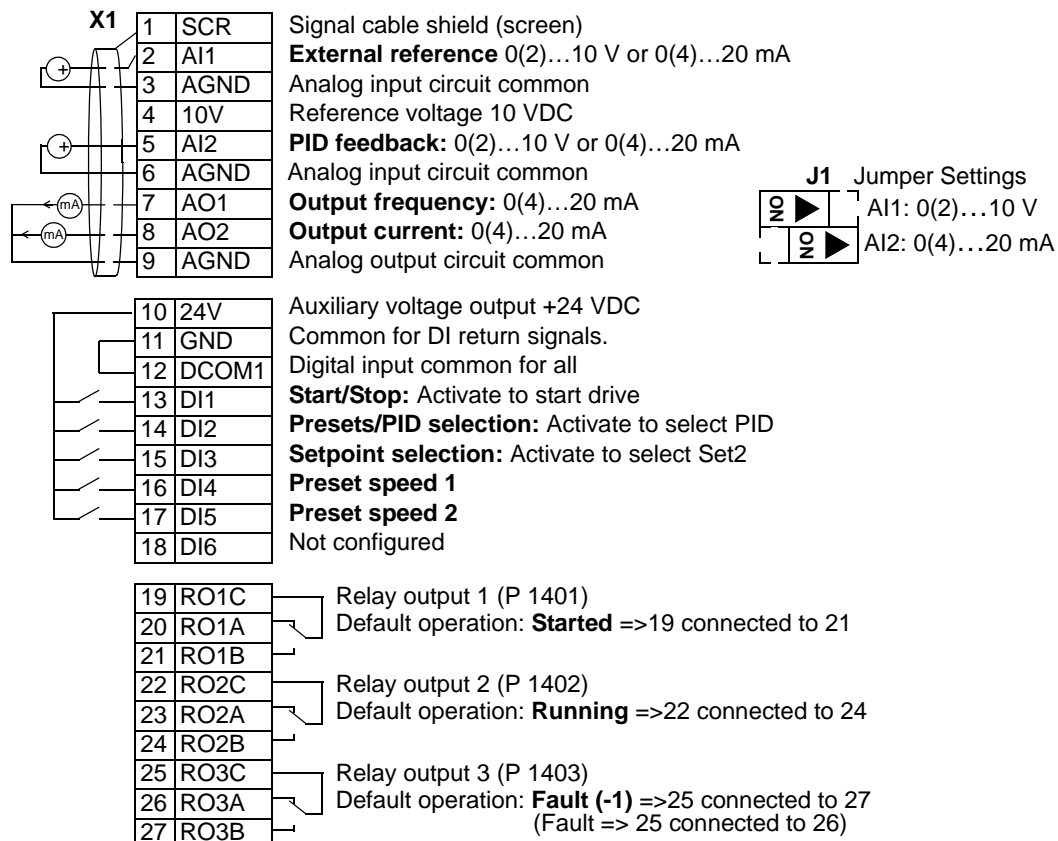 X1
1 SCR Signal cable shield (screen)
2 AI1 External reference 0(2)…10 V or 0(4)…20 mA
3 AGND Analog input circuit common
4 10V Reference voltage 10 VDC
5 AI2 PID feedback: 0(2)…10 V or 0(4)…20 mA
6 AGND Analog input circuit common
7 AO1 Output frequency: 0(4)…20 mA
8 AO2 Output current: 0(4)…20 mA
9 AGND Analog output circuit common
+
+
mA
mA
J1 Jumper Settings
ON AI1: 0(2)…10 V
ON AI2: 0(4)…20 mA
10 24V Auxiliary voltage output +24 VDC
11 GND Common for DI return signals.
12 DCOM1 Digital input common for all
13 DI1 Start/Stop: Activate to start drive
14 DI2 Presets/PID selection: Activate to select PID
15 DI3 Setpoint selection: Activate to select Set2
16 DI4 Preset speed 1
17 DI5 Preset speed 2
18 DI6 Not configured
19 RO1C Relay output 1 (P 1401)
20 RO1A Default operation: Started =>19 connected to 21
21 RO1B
22 RO2C Relay output 2 (P 1402)
23 RO2A Default operation: Running =>22 connected to 24
24 RO2B
25 RO3C Relay output 3 (P 1403)
26 RO3A Default operation: Fault (-1) =>25 connected to 27
27 RO3B (Fault => 25 connected to 26)